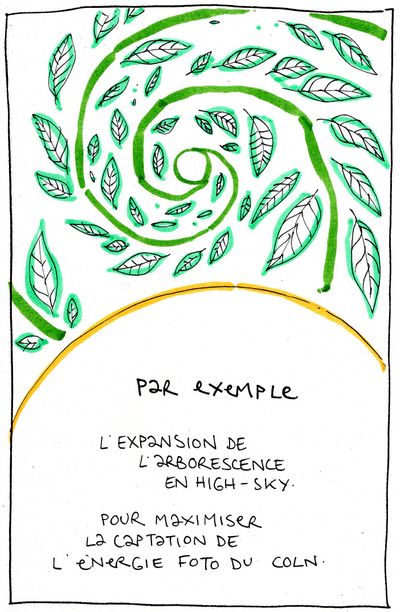 Par exemple
L'expansion de
l'arborescence
en high-sky.
Pour maximiser
la captation de
l'énergie foto du coln.